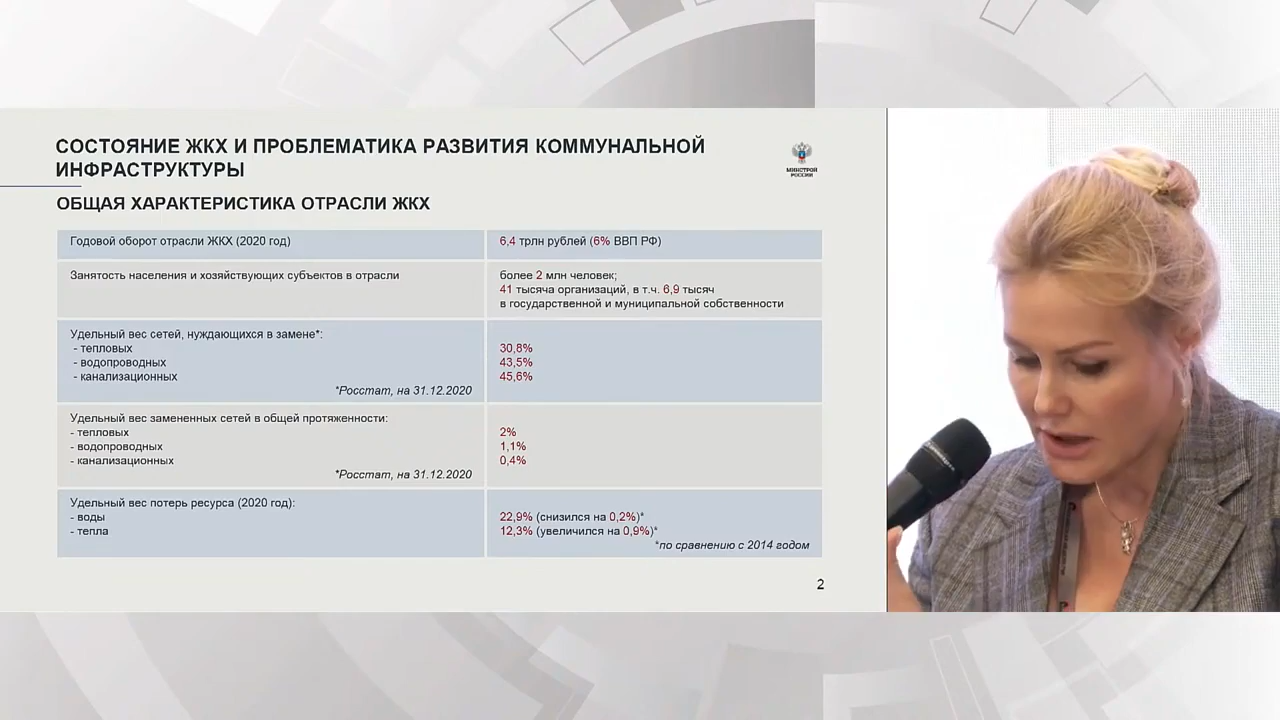 СОСТОЯНИЕ ЖКХ И ПРОБЛЕМАТИКА РАЗВИТИЯ КОММУНАЛЬНОЙ
ИНФРАСТРУКТУРЫ
МИНСТРОЙ
РОССИИ
ОБЩАЯ ХАРАКТЕРИСТИКА ОТРАСЛИ ЖКХ
Годовой оборот отрасли ЖКХ (2020 год)
6,4 трлн рублей (6% ВВП РФ)
Занятость населения и хозяйствующих субъектов в отрасли
более 2 млн человек;
41 тысяча организаций, в т.ч. 6,9 тысяч
в государственной и муниципальной собственности
Удельный вес сетей, нуждающихся в замене*:
- тепловых
- водопроводных
- канализационных
*Росстат, на 31.12.2020
30,8%
43,5%
45,6%
Удельный вес замененных сетей в общей протяженности:
- тепловых
- водопроводных
- канализационных
*Росстат, на 31.12.2020
2%
1,1%
0,4%
Удельный вес потерь ресурса (2020 год):
- воды
- тепла
22,9% (снизился на 0,2%)*
12,3% (увеличился на 0,9%)*
*по сравнению с 2014 годом
2